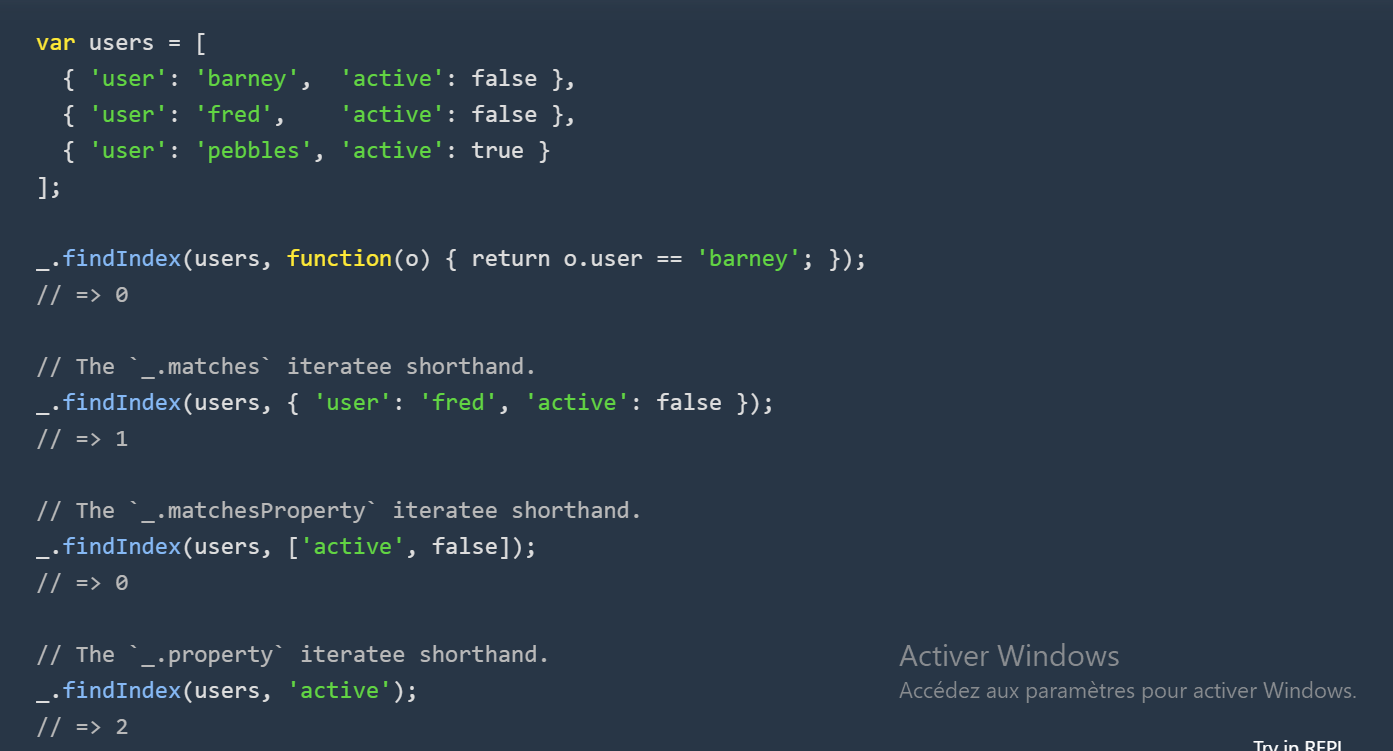 var users = [
  { 'user': 'barney',  'active': false },
  { 'user': 'fred',    'active': false },
  { 'user': 'pebbles', 'active': true }
];
_.findIndex(users, function(o) { return o.user == 'barney'; });
// => 0
// The `_.matches` iteratee shorthand.
_.findIndex(users, { 'user': 'fred', 'active': false });
// => 1
// The `_.matchesProperty` iteratee shorthand.
_.findIndex(users, ['active', false]);
// => 0
// The `_.property` iteratee shorthand.
_.findIndex(users, 'active');
// => 2
Activer Windows
Accédez aux paramètres pour activer Windows.
Try in REPL